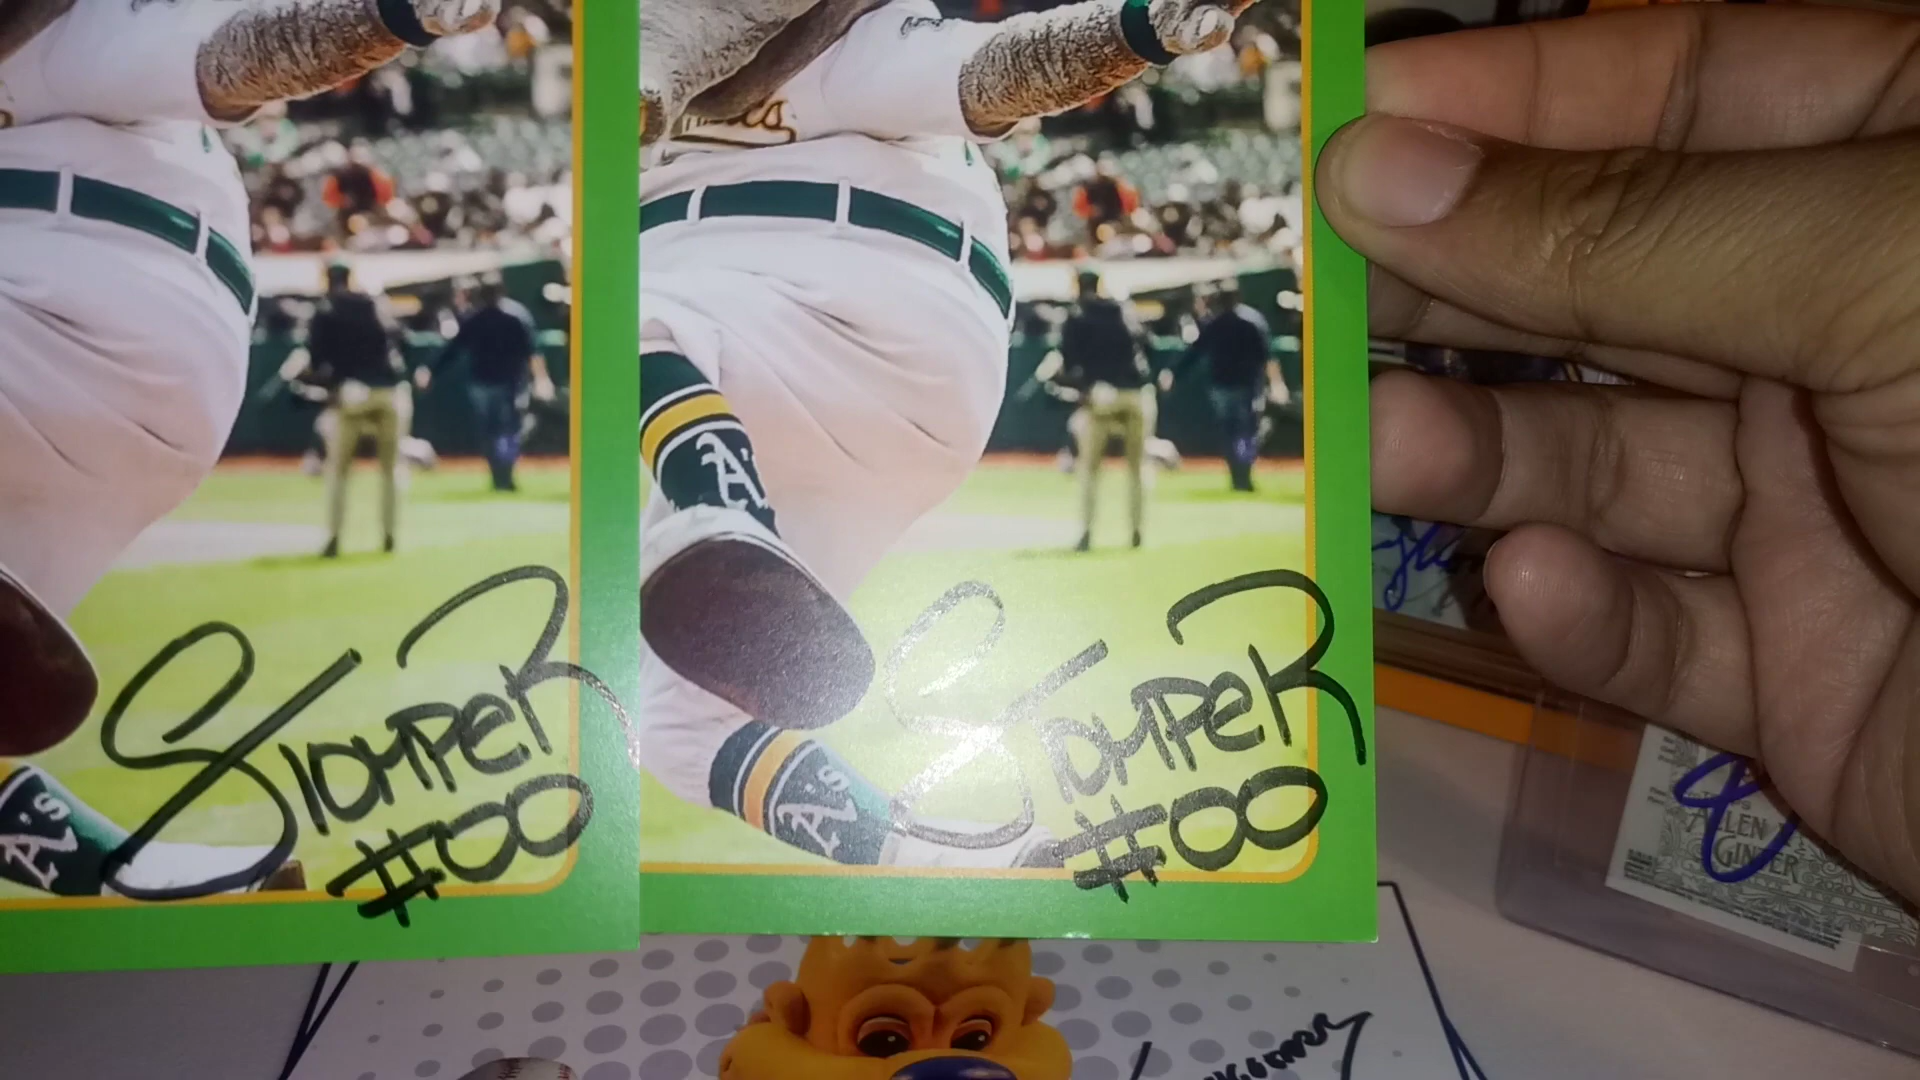 A's
A's
A's
STOMPER
#00
STOMPER
#00
ALLEN
GINTER